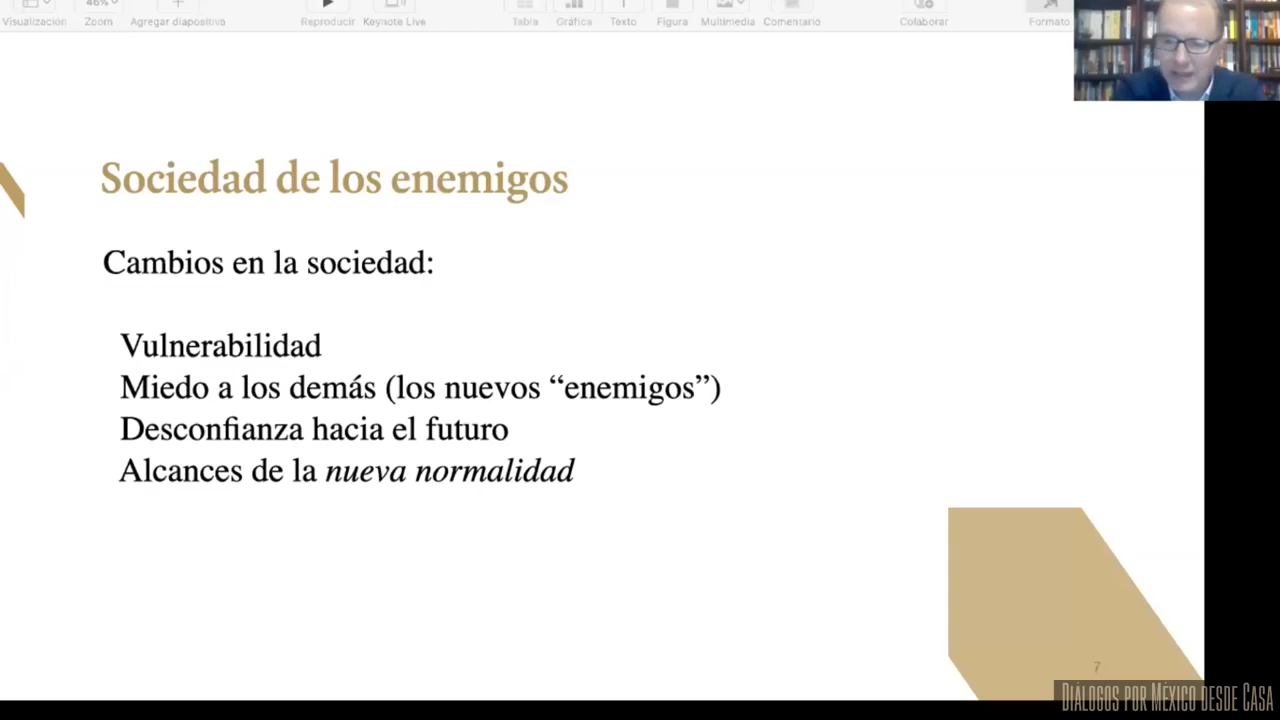 46%
Visualización Zoom Agregar diapositiva Reproducir Keynote Live Tabla Gráfica Texto Figura Multimedia Comentario Colaborar Formato
Sociedad de los enemigos
Cambios en la sociedad:
Vulnerabilidad
Miedo a los demás (los nuevos “enemigos”)
Desconfianza hacia el futuro
Alcances de la nueva normalidad
7
Diálogos por México desde Casa